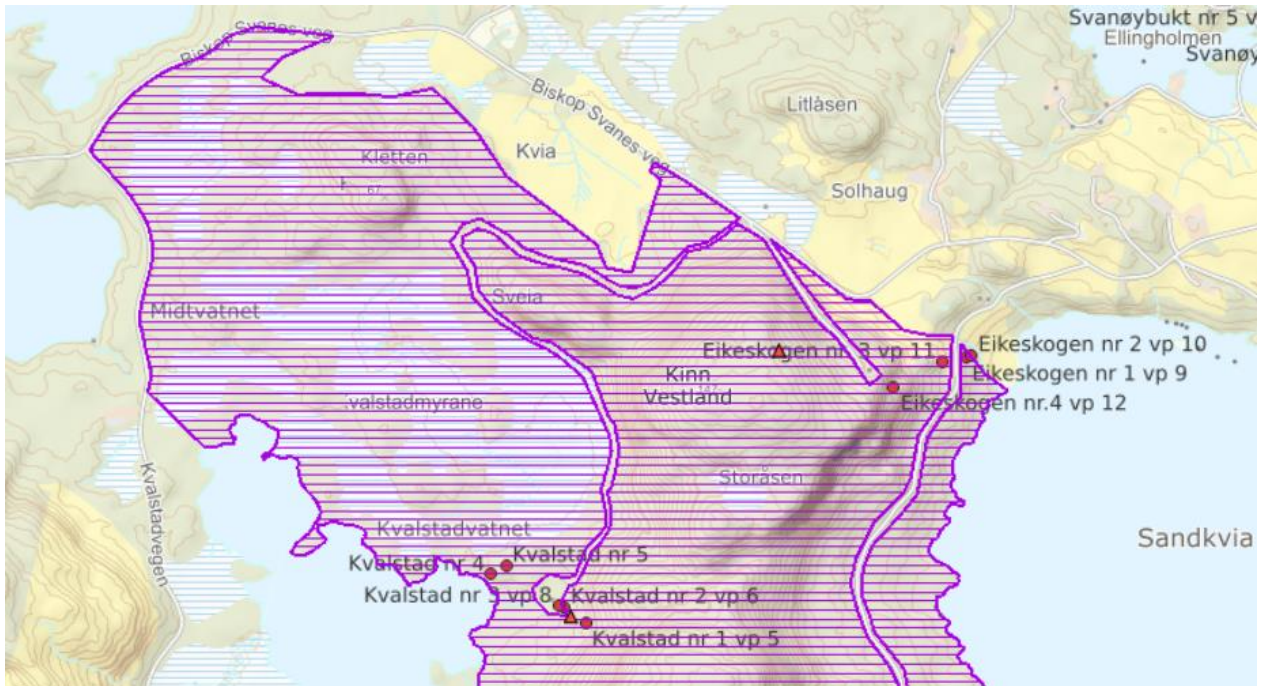 Svanøybukt nr 5 v
Ellingholmen
Svanøy
Biskop Svanes veg
Biskop Svanes veg
Litlåsen
Kvia
Kletten
67
Solhaug
Sveia
Midtvatnet
Eikeskogen nr. 3 vp 11
Eikeskogen nr 2 vp 10
Kinn
Eikeskogen nr 1 vp 9
147
Vestland
Eikeskogen nr.4 vp 12
Kvalstadmyrane
Storåsen
Kvalstadvegen
Kvalstadvatnet
Sandkvia
Kvalstad nr 5
Kvalstad nr 4
Kvalstad nr 3 vp 8
Kvalstad nr 2 vp 6
Kvalstad nr 1 vp 5